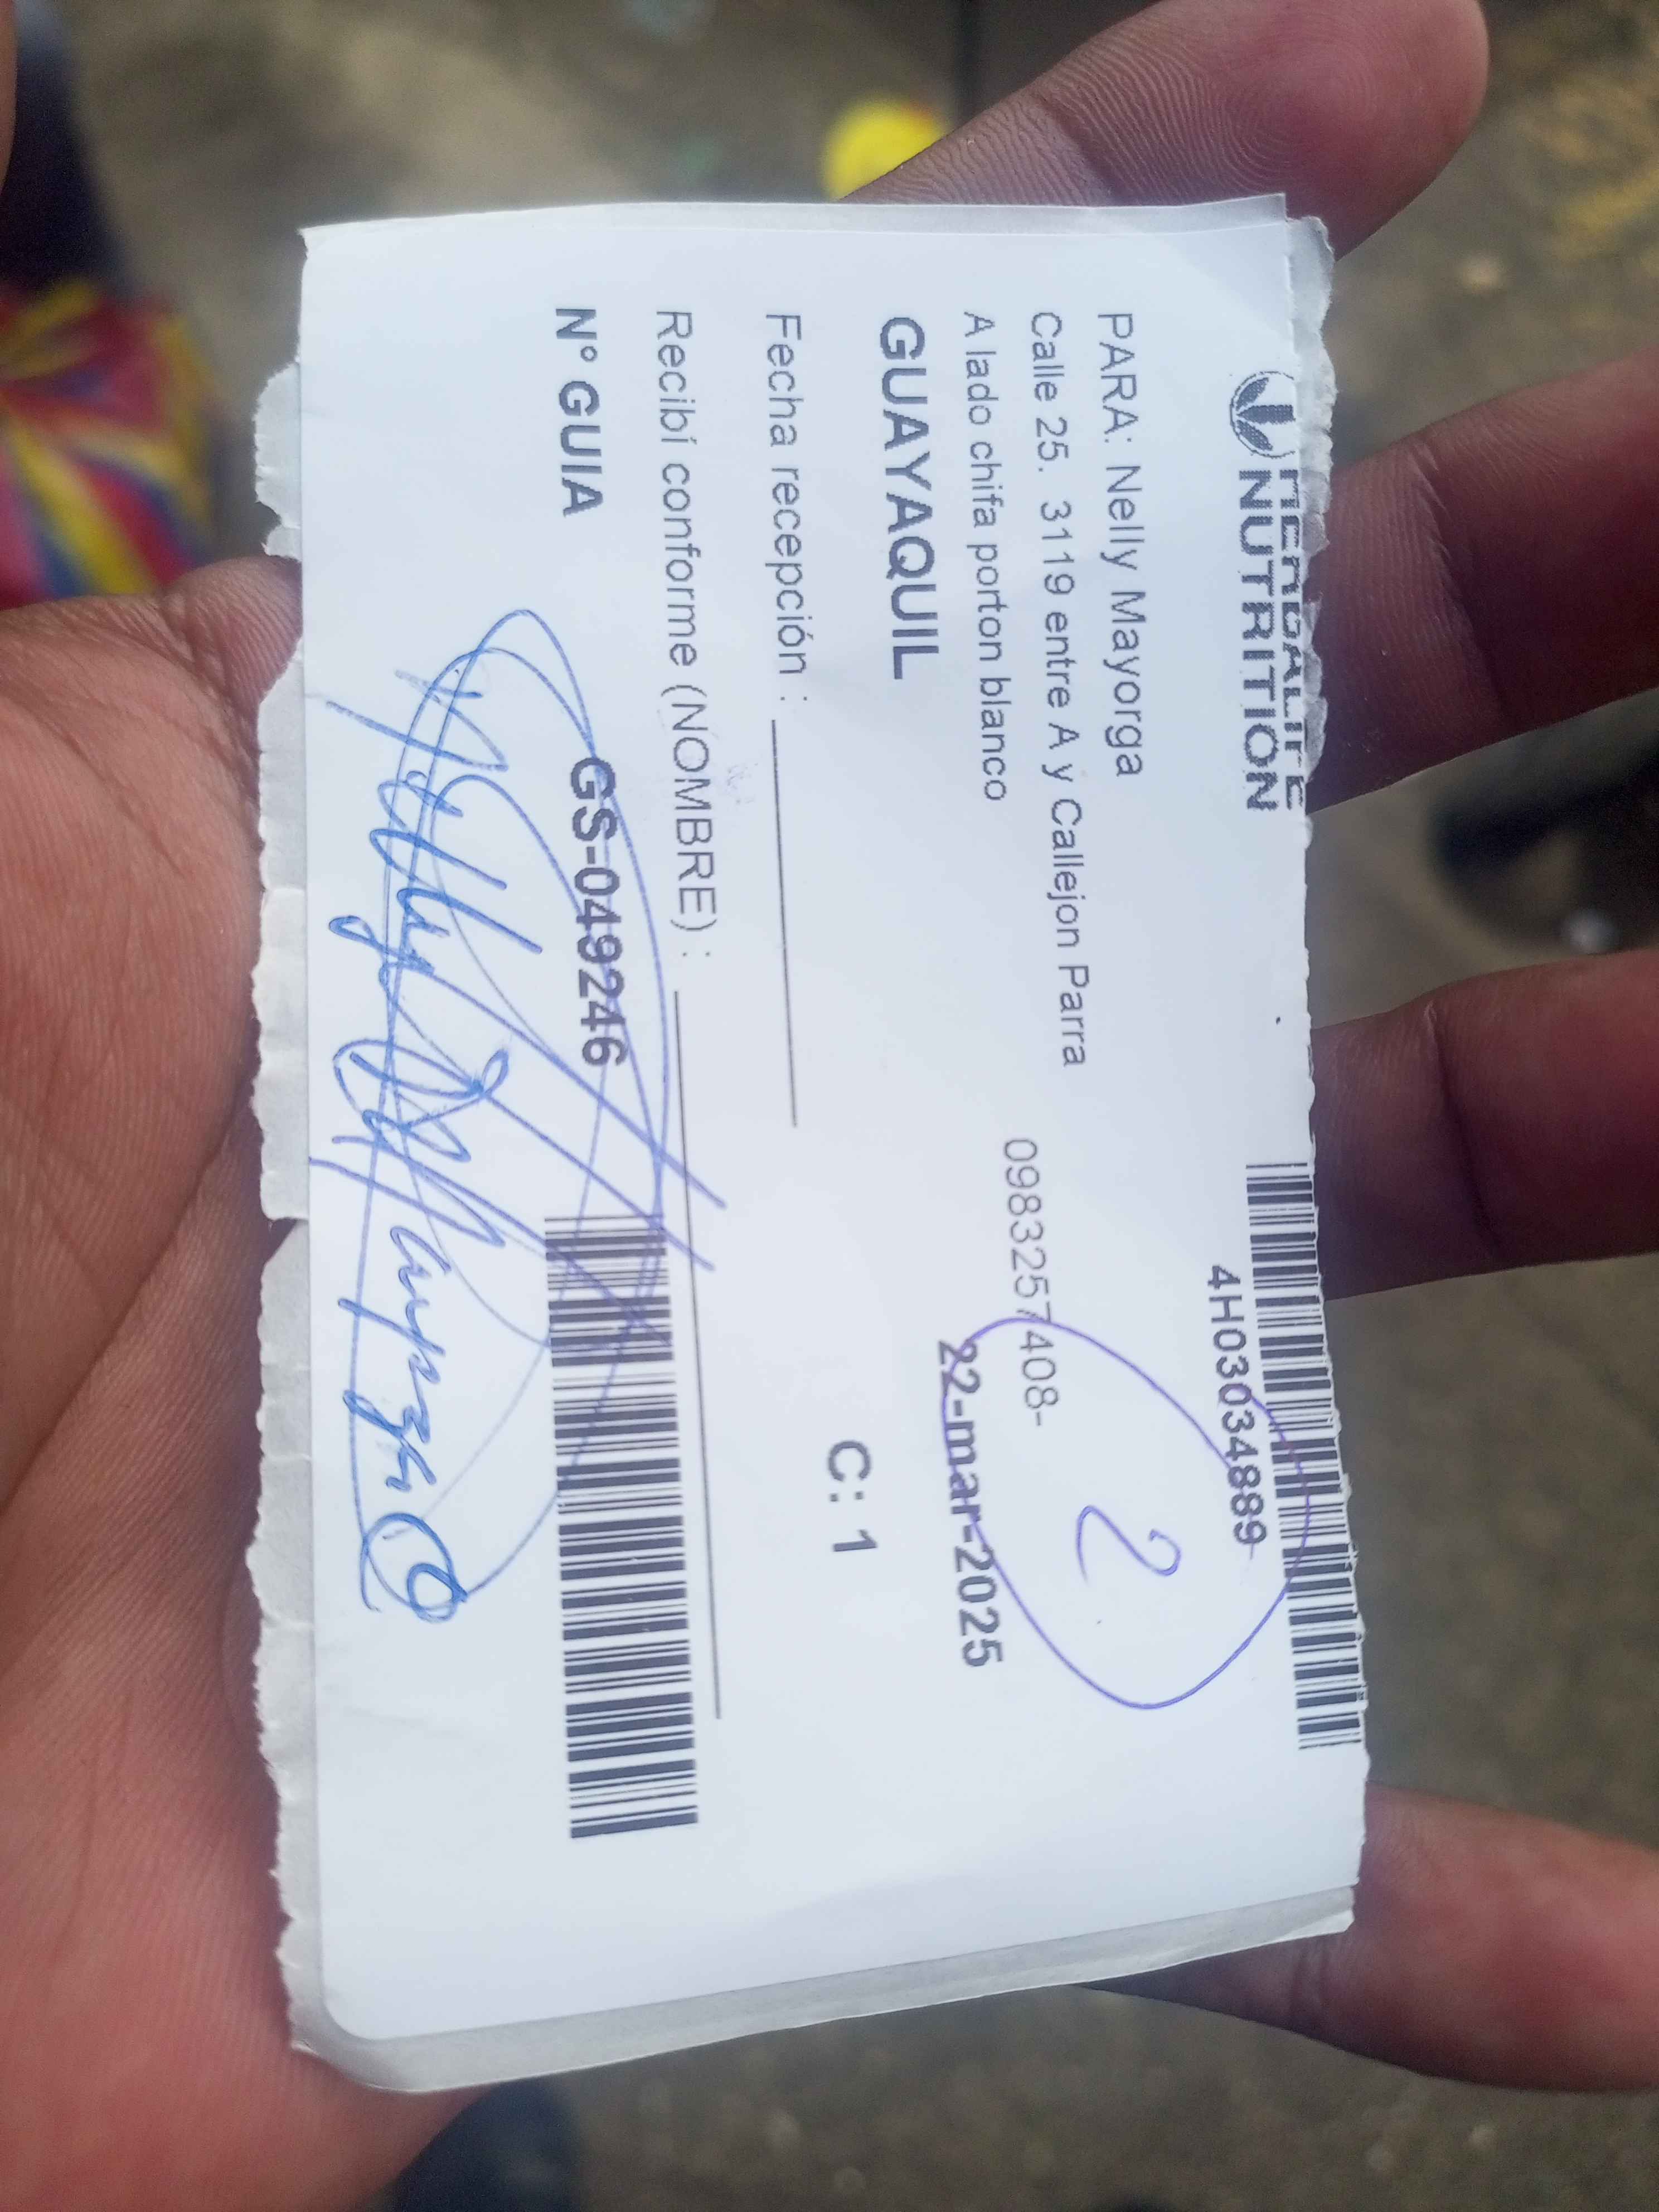 HERBALIFE
NUTRITION
4H03034889
PARA: Nelly Mayorga
2
Calle 25. 3119 entre A y Callejon Parra
0983257408-
A lado chifa porton blanco
22-mar-2025
GUAYAQUIL
C: 1
Fecha recepción :
Recibí conforme (NOMBRE) :
N° GUIA GS-049246
Nelly